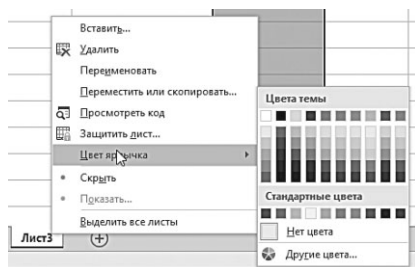 Вставить...
Удалить
Переименовать
Переместить или скопировать...
Просмотреть код
Защитить лист...
Цвет ярлычка
Скрыть
Показать...
Выделить все листы
Цвета темы
Стандартные цвета
Нет цвета
Другие цвета...
Лист3